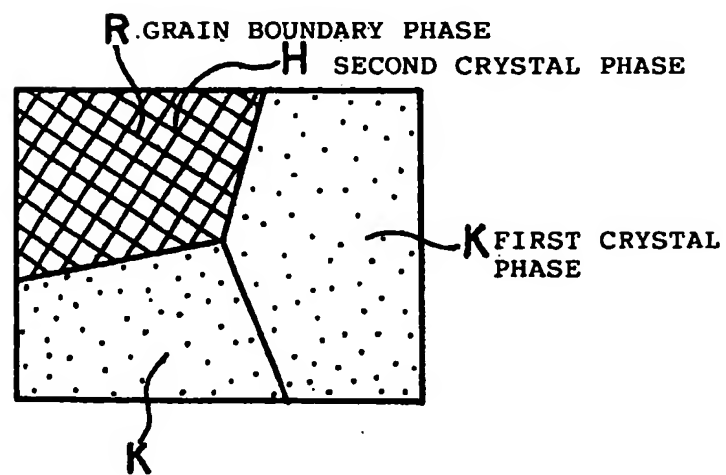 R. GRAIN BOUNDARY PHASE
H SECOND CRYSTAL PHASE
K FIRST CRYSTAL
PHASE
K